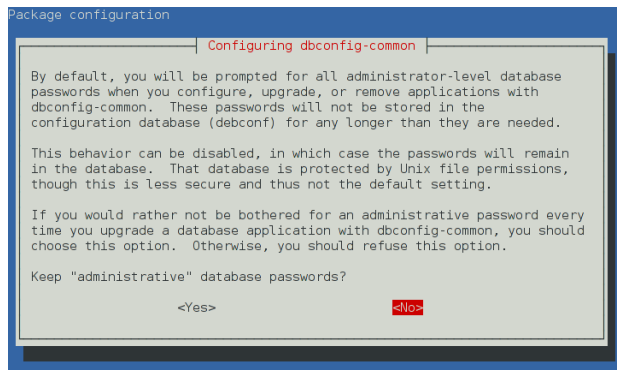 Package configuration
Configuring dbconfig-common
By default, you will be prompted for all administrator-level database
passwords when you configure, upgrade, or remove applications with
dbconfig-common.  These passwords will not be stored in the
configuration database (debconf) for any longer than they are needed.
This behavior can be disabled, in which case the passwords will remain
in the database.  That database is protected by Unix file permissions,
though this is less secure and thus not the default setting.
If you would rather not be bothered for an administrative password every
time you upgrade a database application with dbconfig-common, you should
choose this option.  Otherwise, you should refuse this option.
Keep "administrative" database passwords?
<Yes> <No>